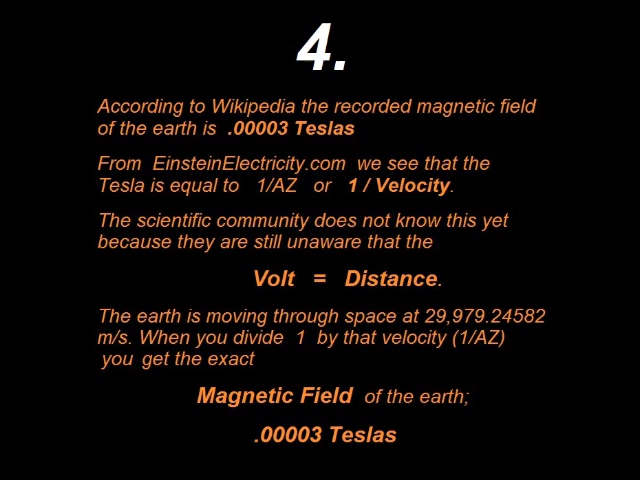 4.
According to Wikipedia the recorded magnetic field
of the earth is .00003 Teslas
From EinsteinElectricity.com we see that the
Tesla is equal to 1/AZ or 1 / Velocity.
The scientific community does not know this yet
because they are still unaware that the
Volt = Distance.
The earth is moving through space at 29,979.24582
m/s. When you divide 1 by that velocity (1/AZ)
you get the exact
Magnetic Field of the earth;
.00003 Teslas